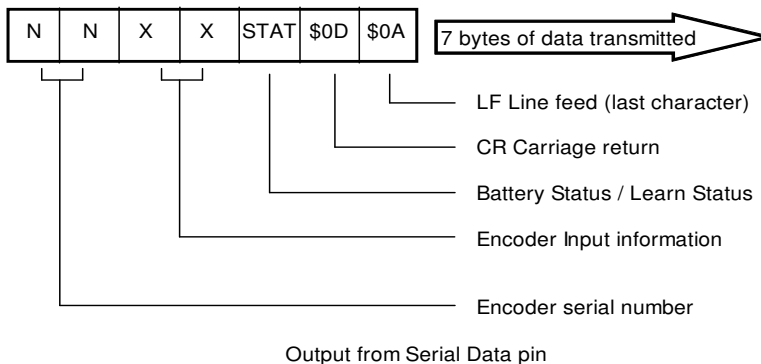 N N X X STAT $0D $0A
7 bytes of data transmitted
LF Line feed (last character)
CR Carriage return
Battery Status / Learn Status
Encoder Input information
Encoder serial number
Output from Serial Data pin